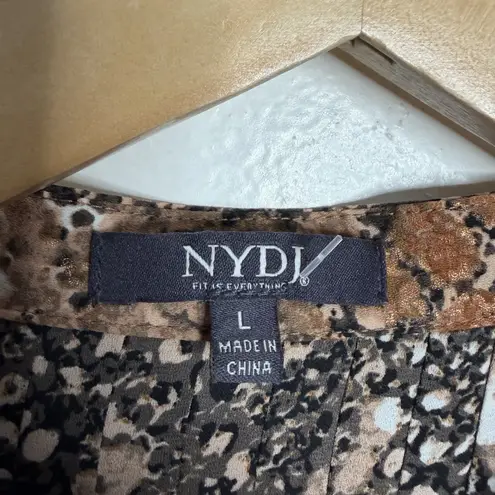 NYDJ
FIT IS EVERYTHING®
L
MADE IN
CHINA